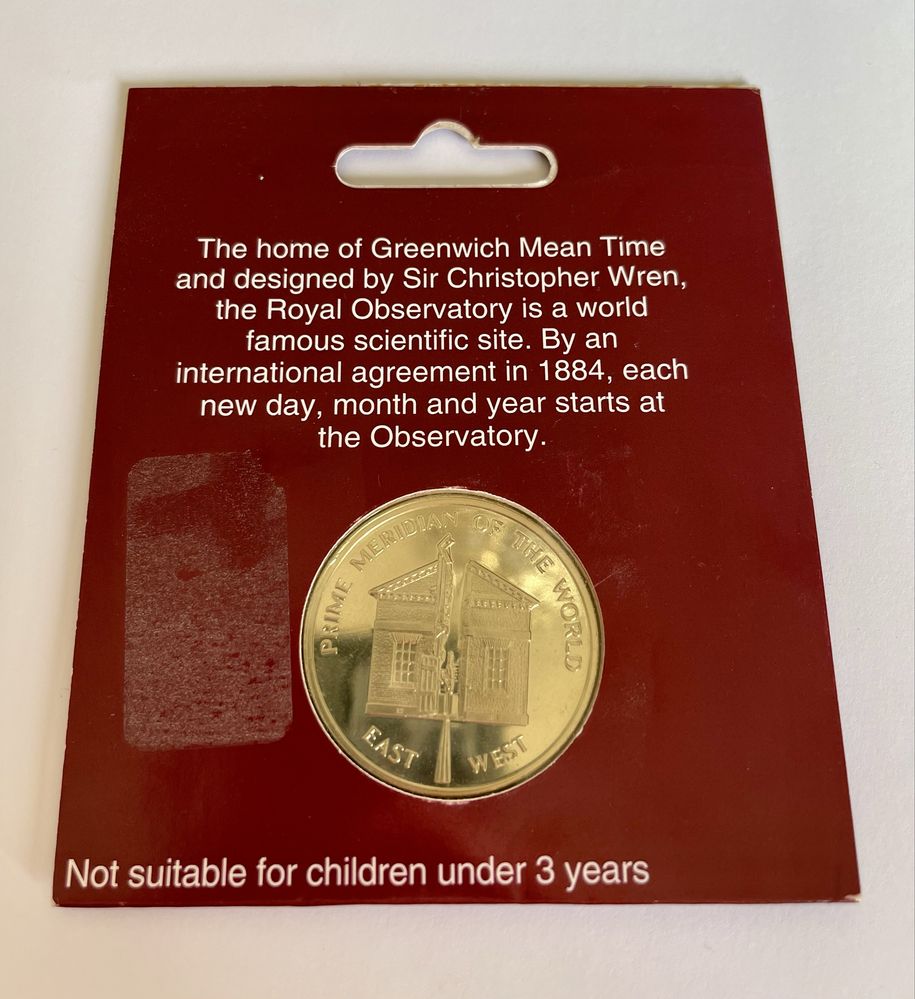 The home of Greenwich Mean Time
and designed by Sir Christopher Wren,
the Royal Observatory is a world
famous scientific site. By an
international agreement in 1884, each
new day, month and year starts at
the Observatory.
PRIME MERIDIAN OF THE WORLD
EAST WEST
Not suitable for children under 3 years